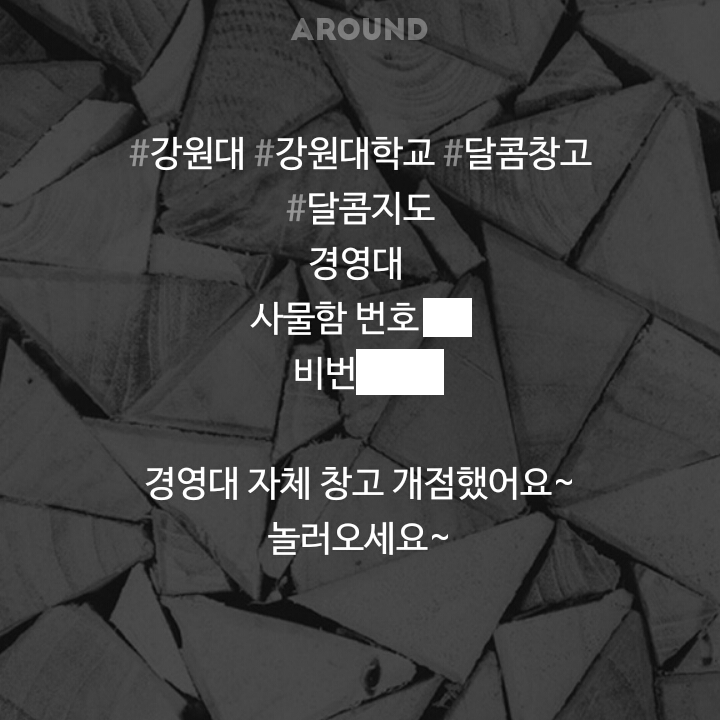 AROUND
#강원대 #강원대학교 #달콤창고
#달콤지도
경영대
사물함 번호
비번
경영대 자체 창고 개점했어요~
놀러오세요~